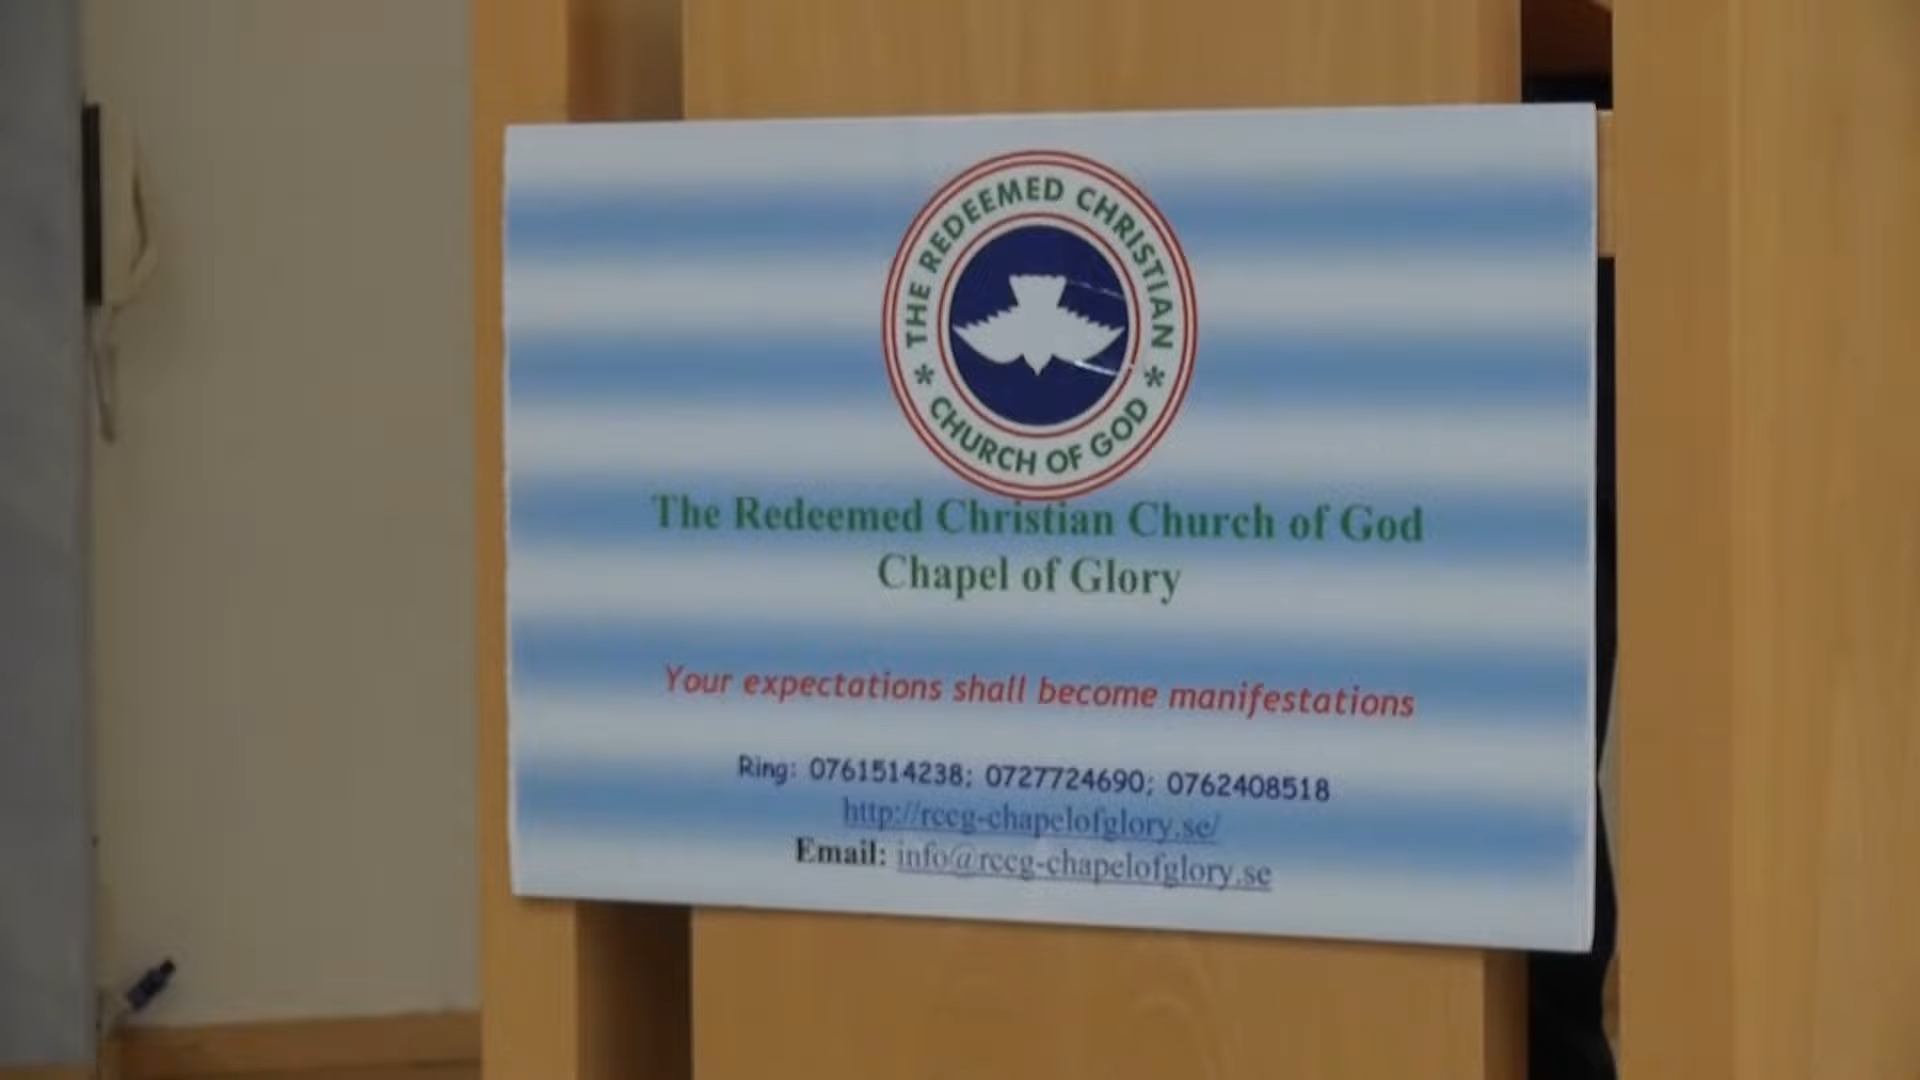 THE REDEEMED CHRISTIAN
* CHURCH OF GOD *
The Redeemed Christian Church of God
Chapel of Glory
Your expectations shall become manifestations
Ring: 0761514238; 0727724690; 0762408518
http://rccg-chapelofglory.se/
Email: info@rccg-chapelofglory.se